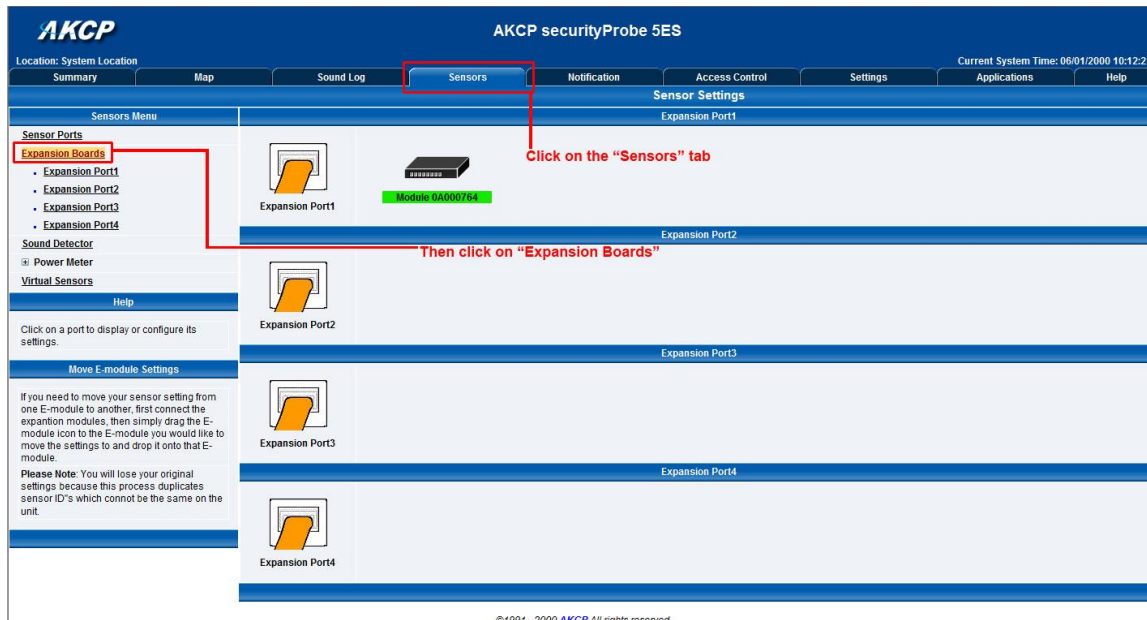 AKCP
AKCP securityProbe 5ES
Location: System Location
Current System Time: 06/01/2000 10:12:2
Summary Map Sound Log Sensors Notification Access Control Settings Applications Help
Sensor Settings
Sensors Menu
Sensor Ports
Expansion Boards
Expansion Port1
Expansion Port2
Expansion Port3
Expansion Port4
Sound Detector
Power Meter
Virtual Sensors
Help
Click on a port to display or configure its
settings.
Move E-module Settings
If you need to move your sensor setting from
one E-module to another, first connect the
expantion modules, then simply drag the E-
module icon to the E-module you would like to
move the settings to and drop it onto that E-
module.
Please Note: You will lose your original
settings because this process duplicates
sensor ID"s which connot be the same on the
unit.
Expansion Port1
Expansion Port1
Module 0A000764
Click on the “Sensors” tab
Expansion Port2
Then click on “Expansion Boards”
Expansion Port2
Expansion Port3
Expansion Port3
Expansion Port4
Expansion Port4
©1991 - 2000 AKCP All rights reserved